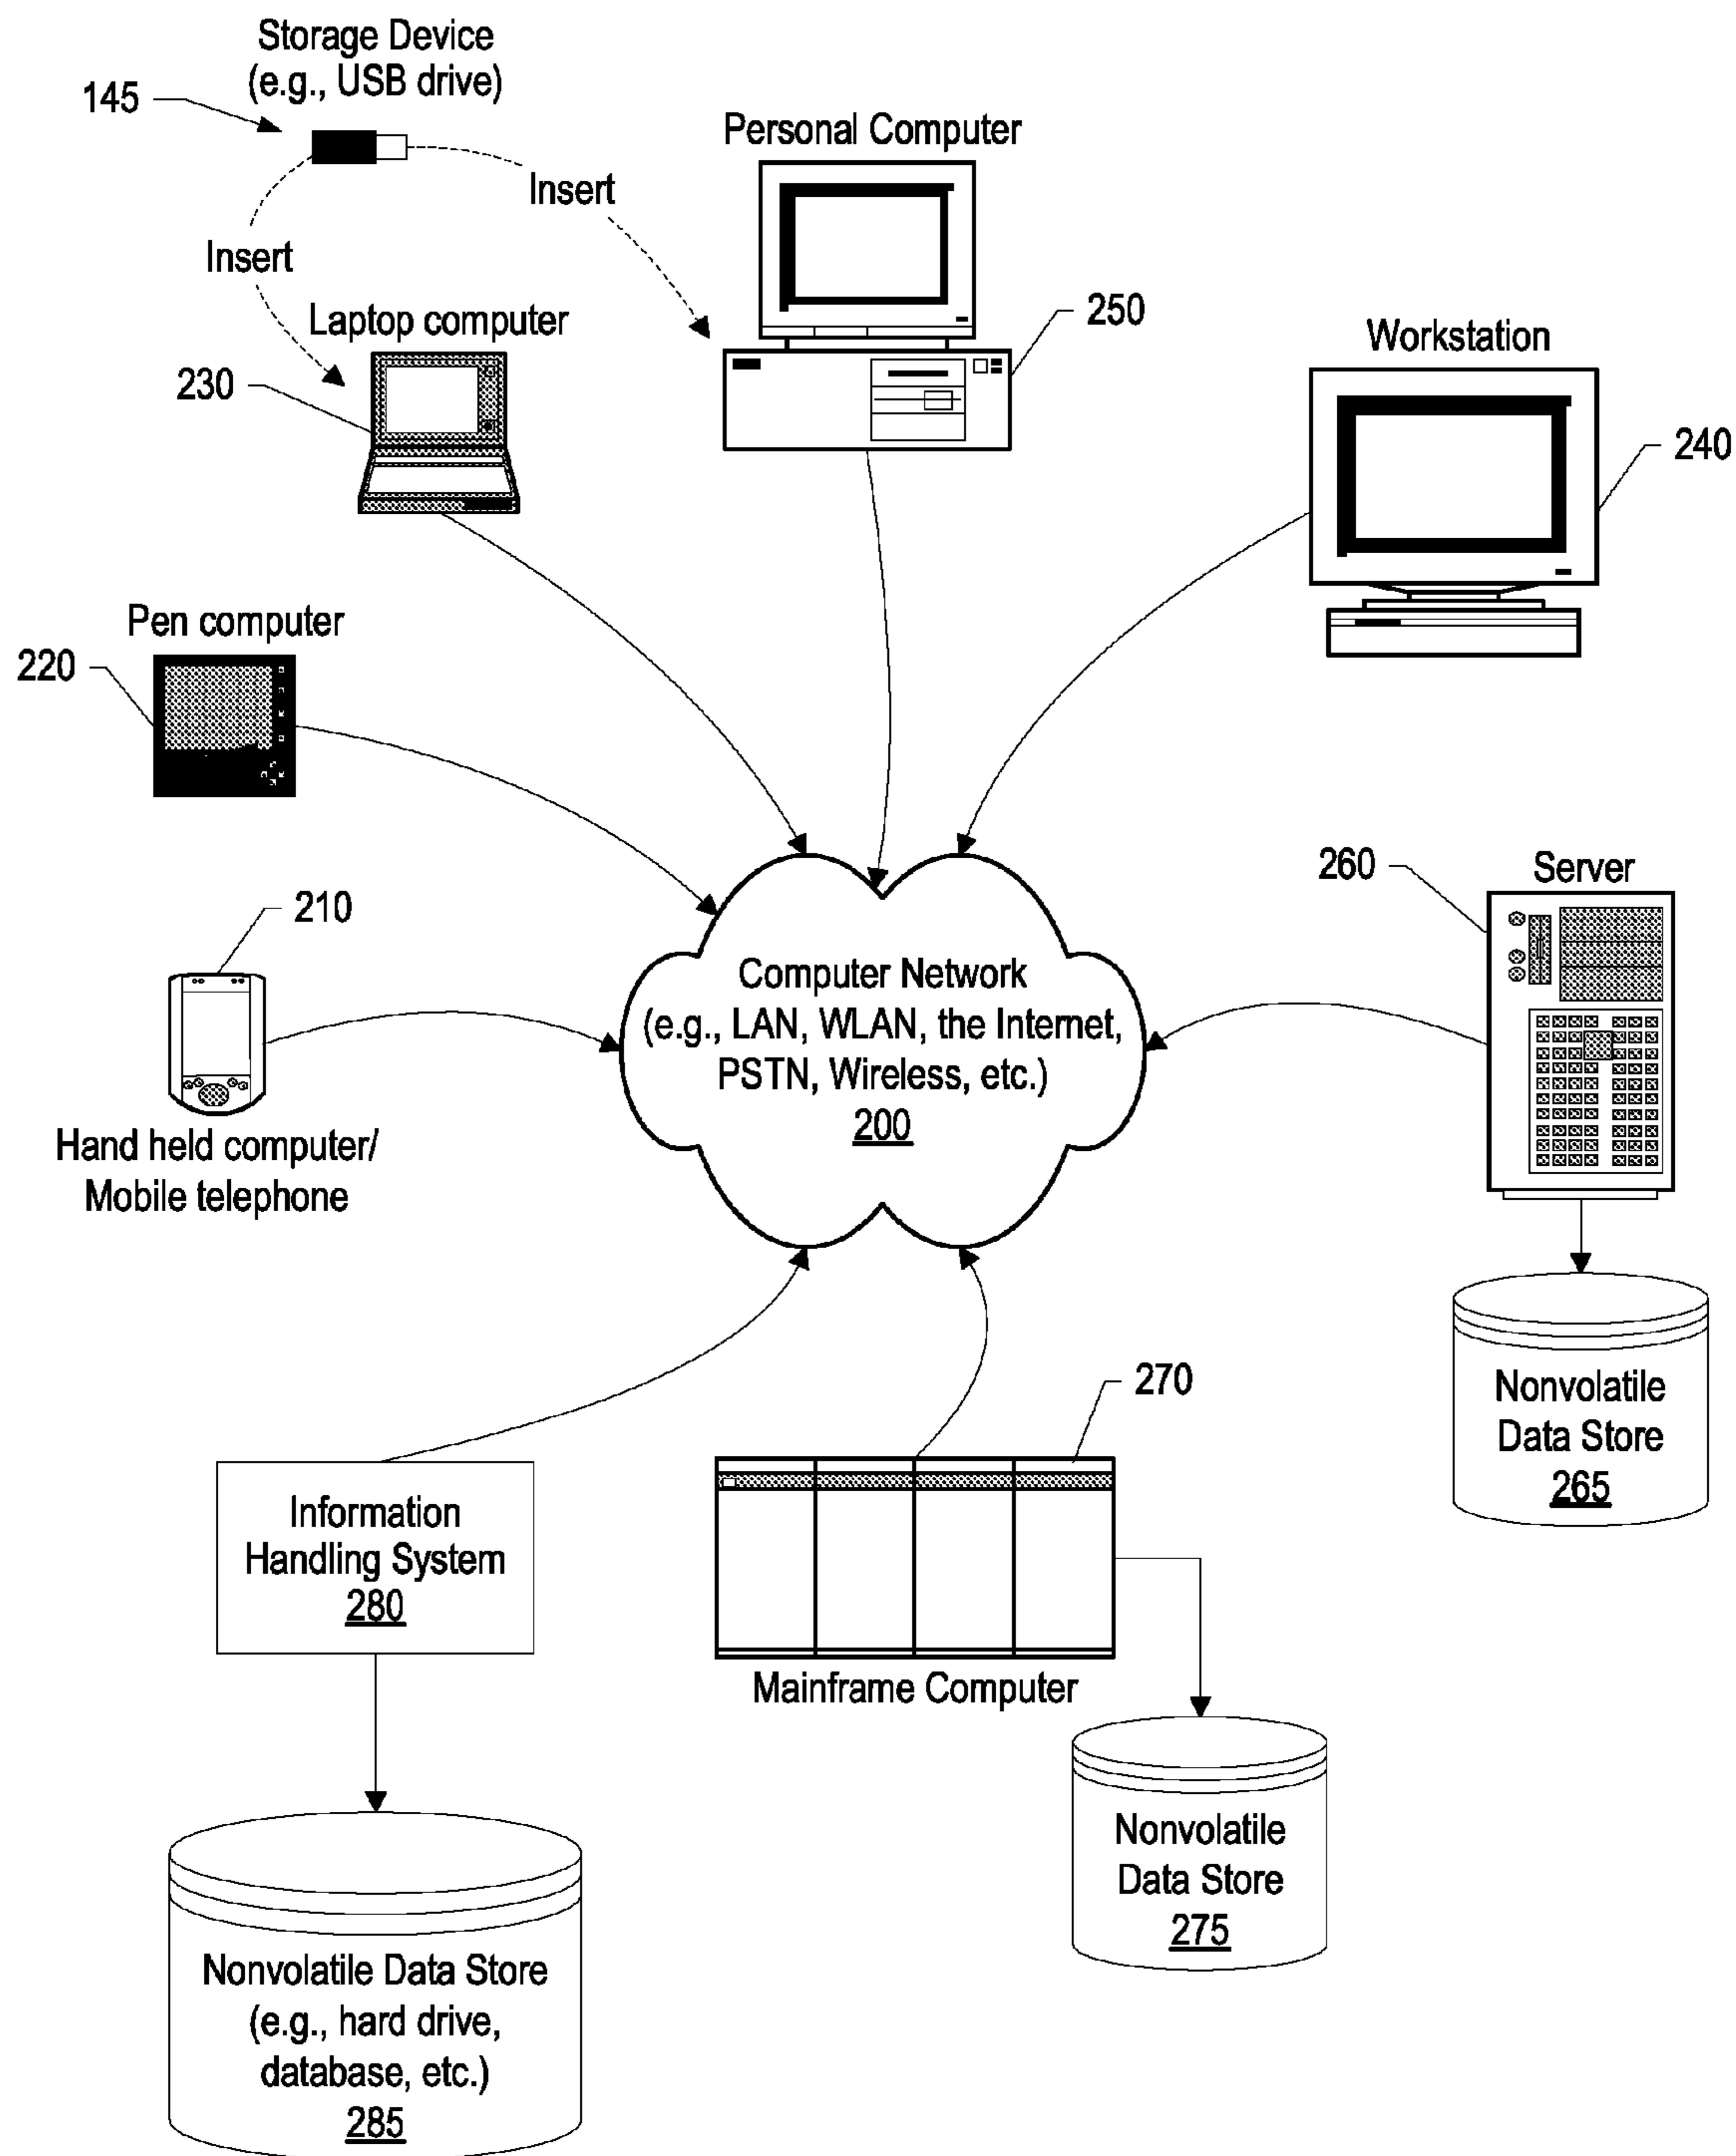 Storage Device
(e.g., USB drive)
145
Personal Computer
Insert
Insert
Laptop computer
250
Workstation
230
240
Pen computer
220
260
Server
210
Computer Network
(e.g., LAN, WLAN, the Internet,
PSTN, Wireless, etc.)
200
Hand held computer/
Mobile telephone
270
Nonvolatile
Data Store
265
Information
Handling System
280
Mainframe Computer
Nonvolatile
Data Store
275
Nonvolatile Data Store
(e.g., hard drive,
database, etc.)
285